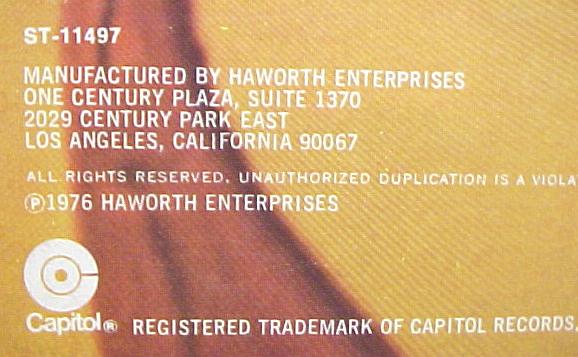 ST-11497
MANUFACTURED BY HAWORTH ENTERPRISES
ONE CENTURY PLAZA, SUITE 1370
2029 CENTURY PARK EAST
LOS ANGELES, CALIFORNIA 90067
ALL RIGHTS RESERVED. UNAUTHORIZED DUPLICATION IS A VIOLA
℗1976 HAWORTH ENTERPRISES
Capitol® REGISTERED TRADEMARK OF CAPITOL RECORDS,